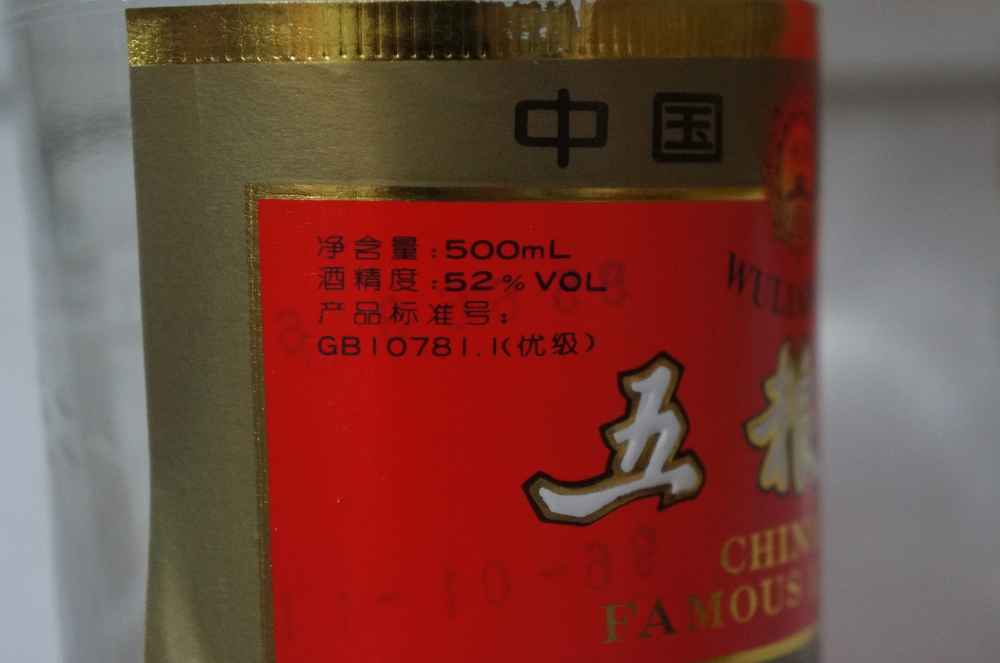 中国
净含量:500mL
酒精度:52%VOL
产品标准号:
GB10781.1(优级)
五粮
FAMOUS